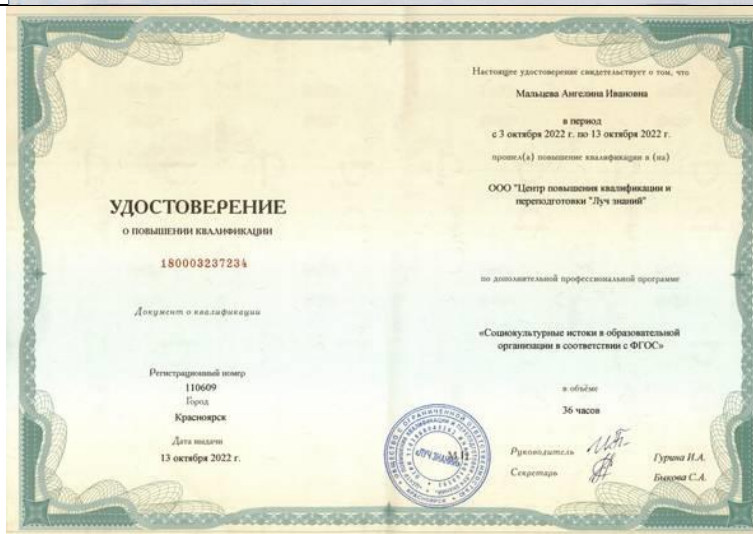 УДОСТОВЕРЕНИЕ
О ПОВЫШЕНИИ КВАЛИФИКАЦИИ
180003237234
Документ о квалификации
Регистрационный номер
110609
Город
Красноярск
Дата выдачи
13 октября 2022 г.
Настоящее удостоверение свидетельствует о том, что
Мальцева Ангелина Ивановна
в период
с 3 октября 2022 г. по 13 октября 2022 г.
прошел(а) повышение квалификации в (на)
ООО "Центр повышения квалификации и
переподготовки "Луч знаний"
по дополнительной профессиональной программе
«Социокультурные истоки в образовательной
организации в соответствии с ФГОС»
в объёме
36 часов
М.П.
Руководитель
Гурина И.А.
Секретарь
Быкова С.А.
«ЛУЧ ЗНАНИЙ»